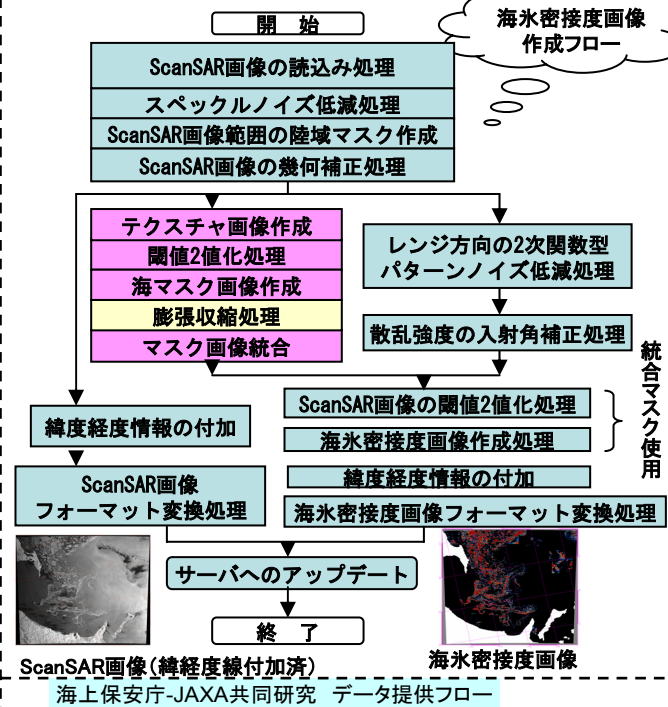 海氷密接度画像
作成フロー
開　始
ScanSAR画像の読込み処理
スペックルノイズ低減処理
ScanSAR画像範囲の陸域マスク作成
ScanSAR画像の幾何補正処理
テクスチャ画像作成
閾値2値化処理
海マスク画像作成
膨張収縮処理
マスク画像統合
レンジ方向の2次関数型
パターンノイズ低減処理
散乱強度の入射角補正処理
統合マスク使用
ScanSAR画像の閾値2値化処理
海氷密接度画像作成処理
緯度経度情報の付加
海氷密接度画像フォーマット変換処理
緯度経度情報の付加
ScanSAR画像
フォーマット変換処理
サーバへのアップデート
終　了
ScanSAR画像（緯経度線付加済）
海氷密接度画像
海上保安庁-JAXA共同研究　データ提供フロー